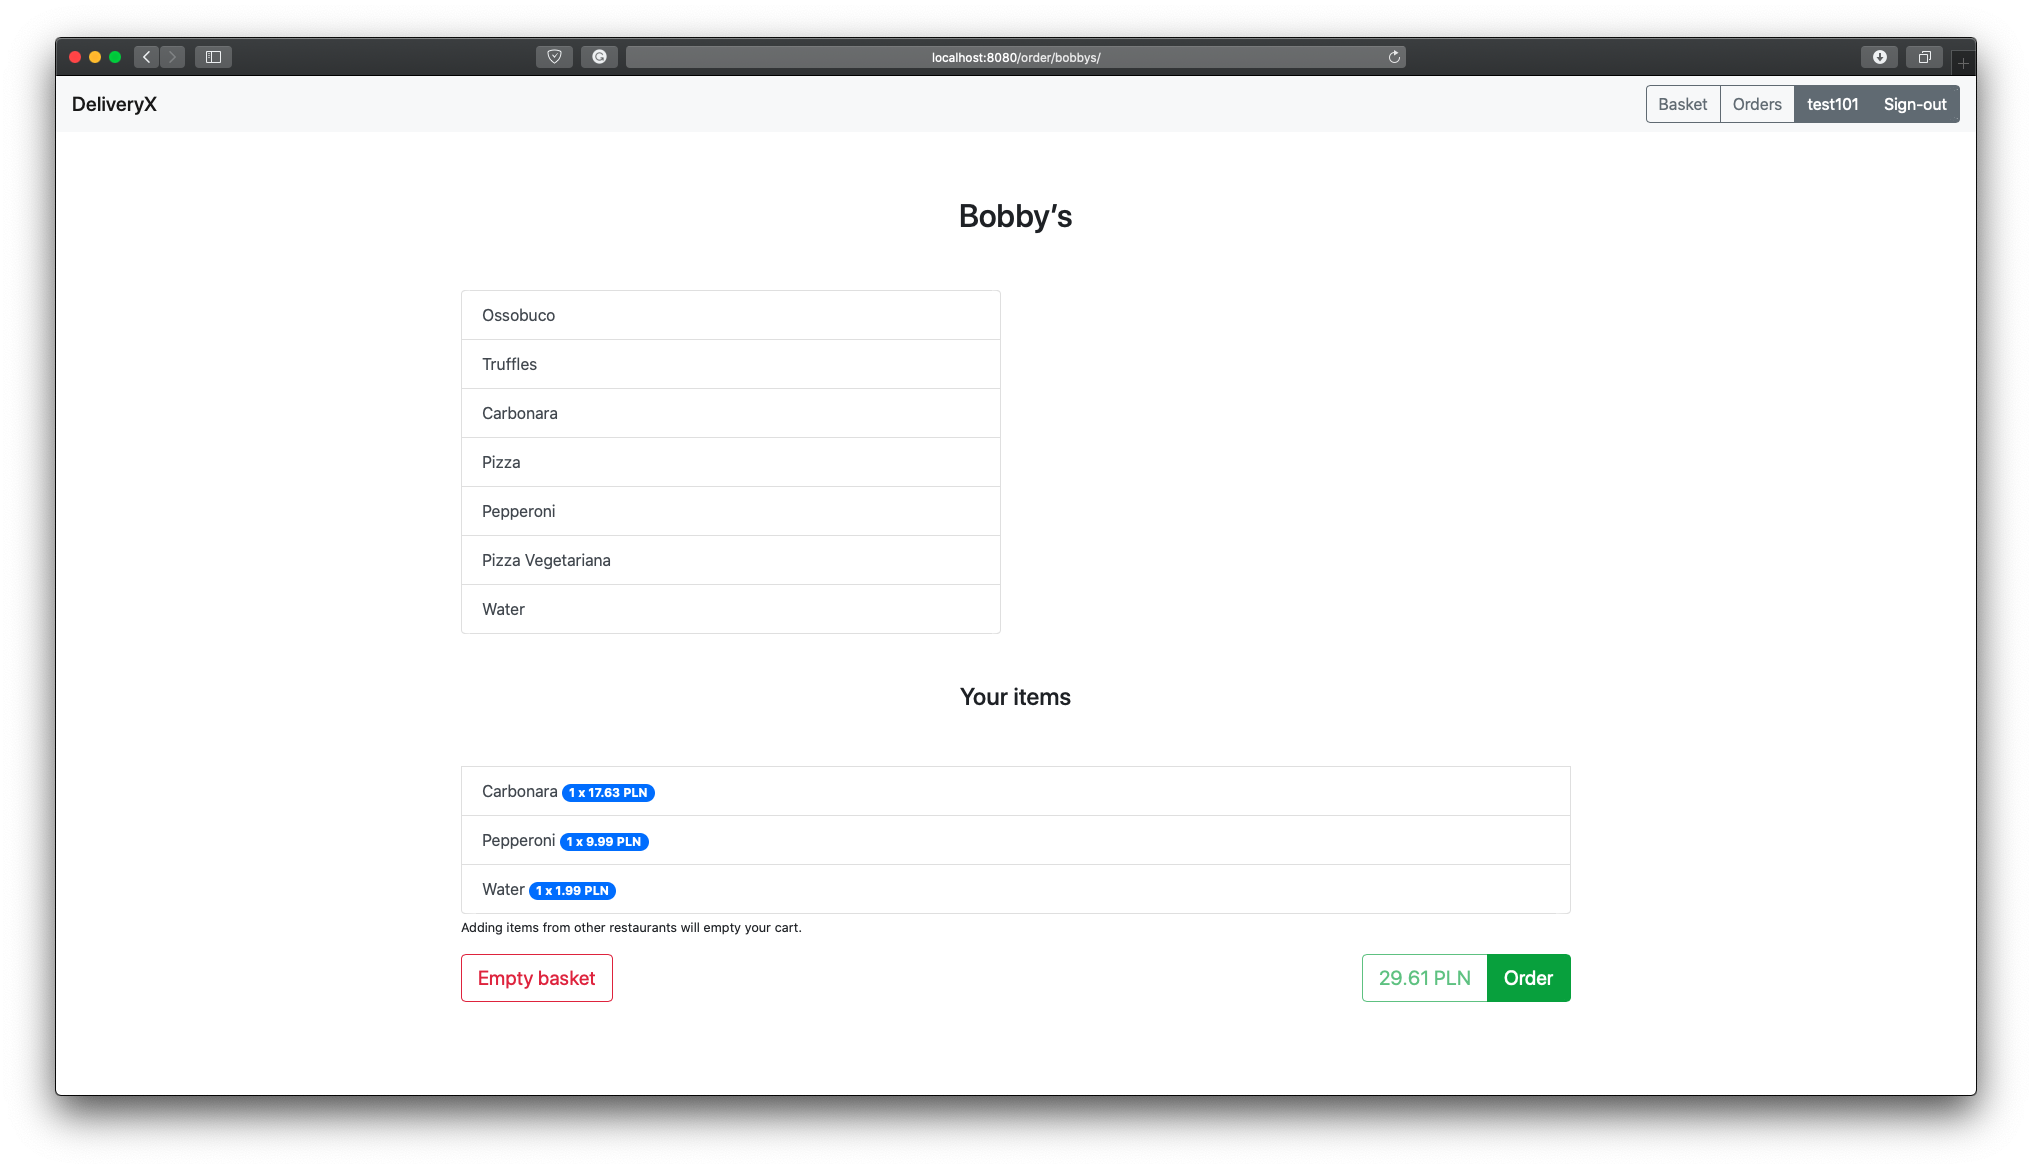 localhost:8080/order/bobbys/
DeliveryX
Basket Orders test101 Sign-out
Bobby’s
Ossobuco
Truffles
Carbonara
Pizza
Pepperoni
Pizza Vegetariana
Water
Your items
Carbonara 1 x 17.63 PLN
Pepperoni 1 x 9.99 PLN
Water 1 x 1.99 PLN
Adding items from other restaurants will empty your cart.
Empty basket 29.61 PLN Order